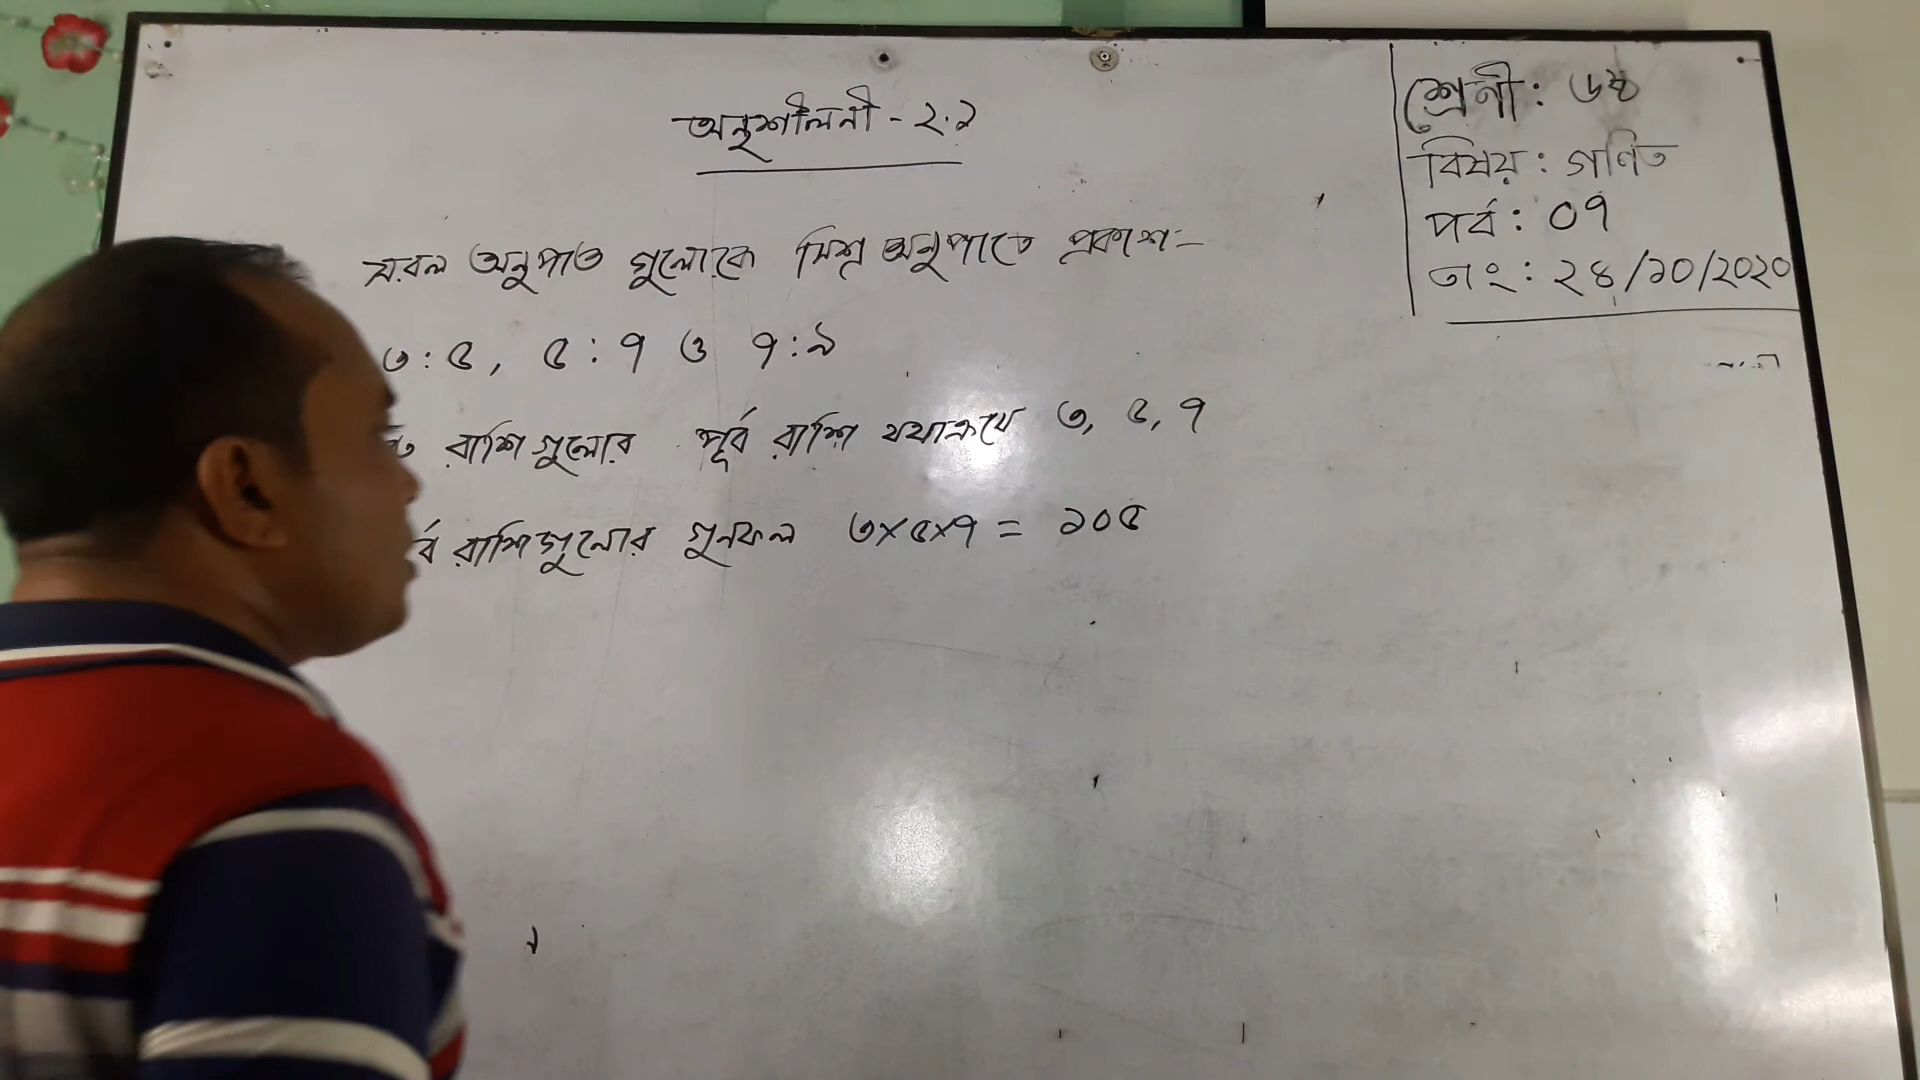 অনুশীলনী - ২.১
শ্রেনী : ৬ষ্ঠ
বিষয় : গণিত
পর্ব : ০৭
তাং : ২৪/১০/২০২০
সরল অনুপাত গুলোকে মিশ্র অনুপাতে প্রকাশ :-
৩ : ৫, ৫ : ৭ ও ৭ : ৯
রাশি গুলোর পূর্ব রাশি যথাক্রমে ৩, ৫, ৭
রাশিগুলোর গুনফল ৩×৫×৭ = ১০৫